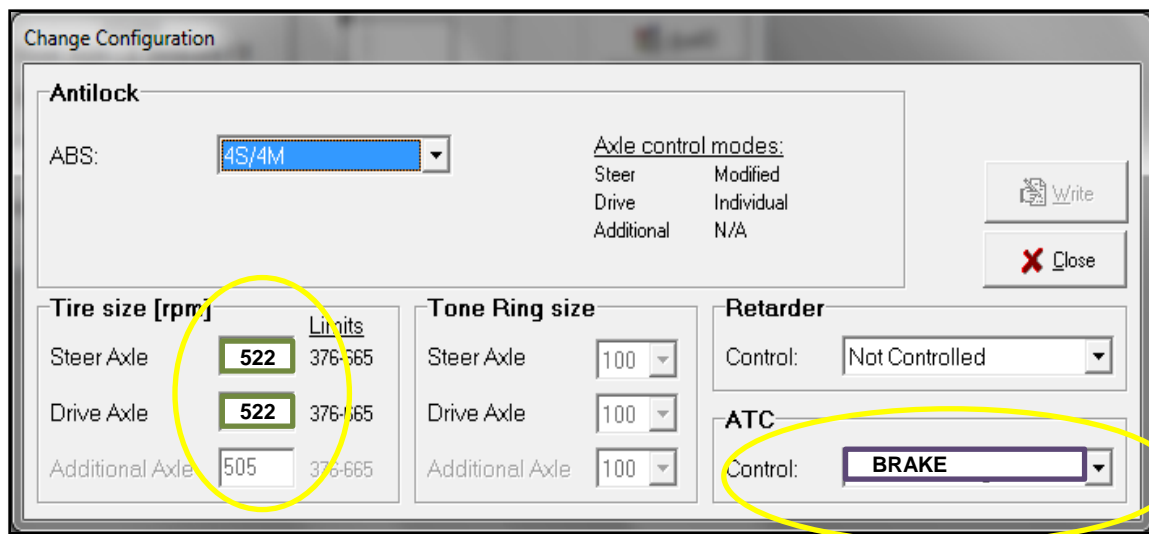 Change Configuration
Antilock
ABS: 4S/4M
Axle control modes:
Steer Modified
Drive Individual
Additional N/A
Write
Close
Tire size [rpm]
Limits
Steer Axle 522 376-665
Drive Axle 522 376-665
Additional Axle 505 376-665
Tone Ring size
Steer Axle 100
Drive Axle 100
Additional Axle 100
Retarder
Control: Not Controlled
ATC
Control: BRAKE